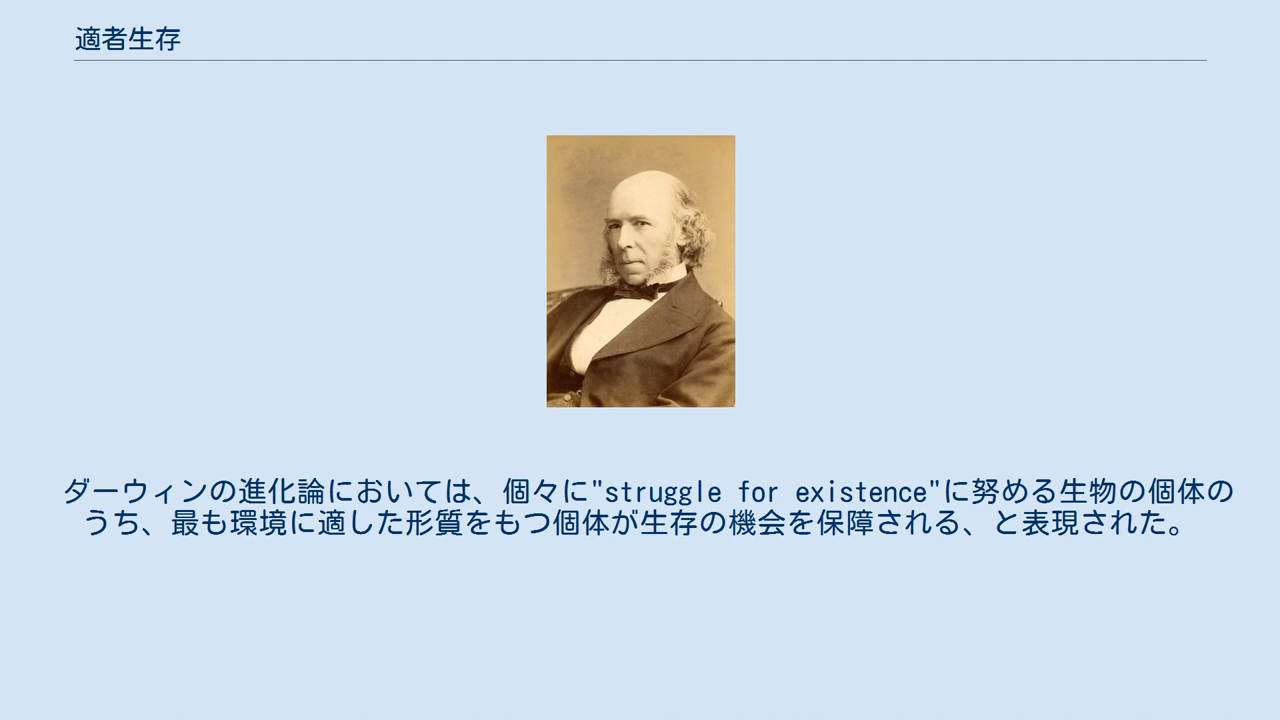 適者生存
ダーウィンの進化論においては、個々に"struggle for existence"に努める生物の個体の
うち、最も環境に適した形質をもつ個体が生存の機会を保障される、と表現された。